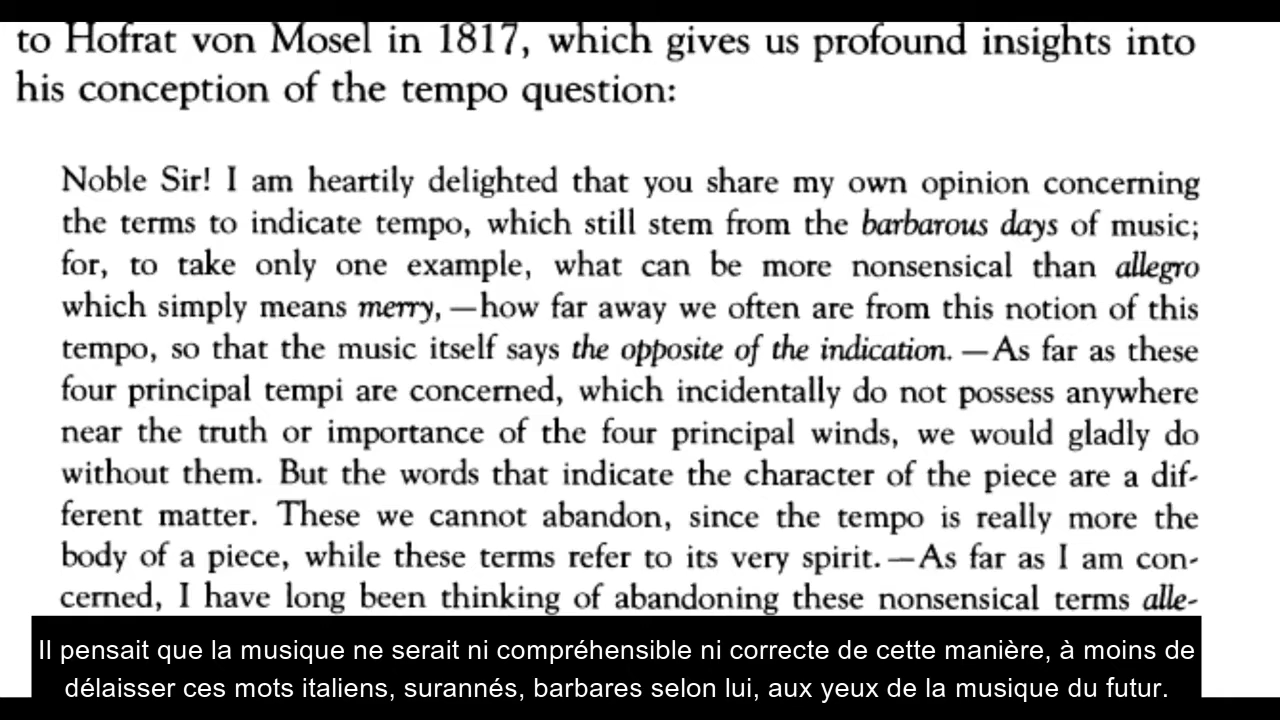 to Hofrat von Mosel in 1817, which gives us profound insights into
his conception of the tempo question:
Noble Sir! I am heartily delighted that you share my own opinion concerning
the terms to indicate tempo, which still stem from the barbarous days of music;
for, to take only one example, what can be more nonsensical than allegro
which simply means merry, —how far away we often are from this notion of this
tempo, so that the music itself says the opposite of the indication. —As far as these
four principal tempi are concerned, which incidentally do not possess anywhere
near the truth or importance of the four principal winds, we would gladly do
without them. But the words that indicate the character of the piece are a dif-
ferent matter. These we cannot abandon, since the tempo is really more the
body of a piece, while these terms refer to its very spirit. —As far as I am con-
cerned, I have long been thinking of abandoning these nonsensical terms alle-
Il pensait que la musique ne serait ni compréhensible ni correcte de cette manière, à moins de
délaisser ces mots italiens, surannés, barbares selon lui, aux yeux de la musique du futur.